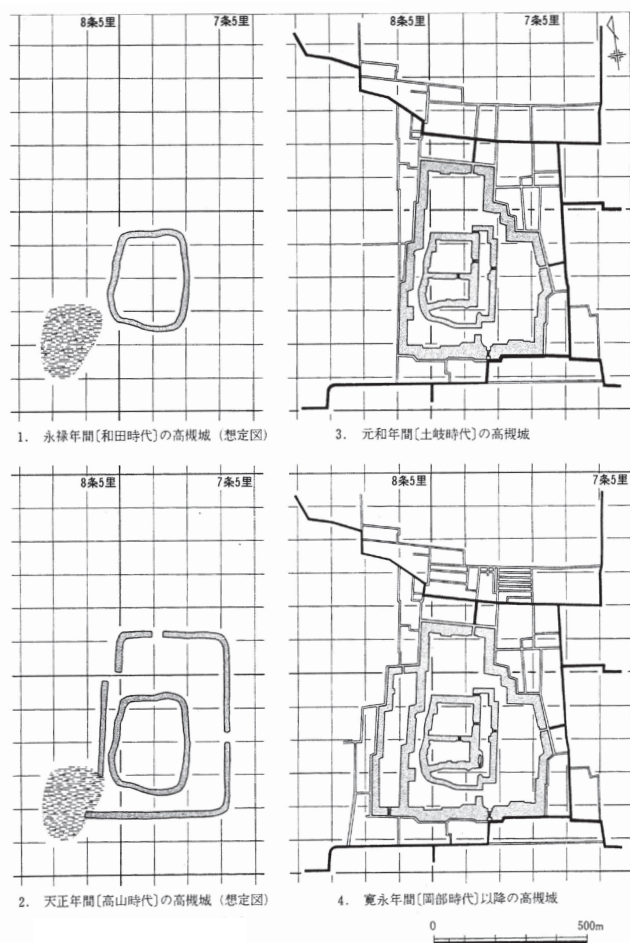 8条5里 7条5里
1. 永禄年間〔和田時代〕の高槻城（想定図）
8条5里 7条5里
2. 天正年間〔高山時代〕の高槻城（想定図）
8条5里 7条5里
3. 元和年間〔土岐時代〕の高槻城
8条5里 7条5里
4. 寛永年間〔岡部時代〕以降の高槻城
0 500m